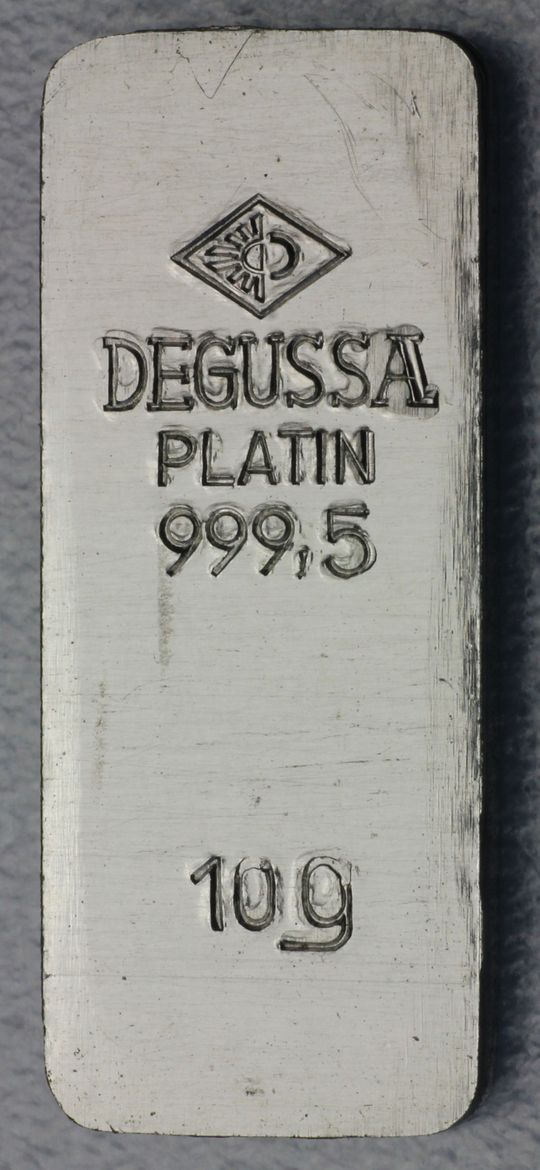 DEGUSSA
PLATIN
999,5
10g